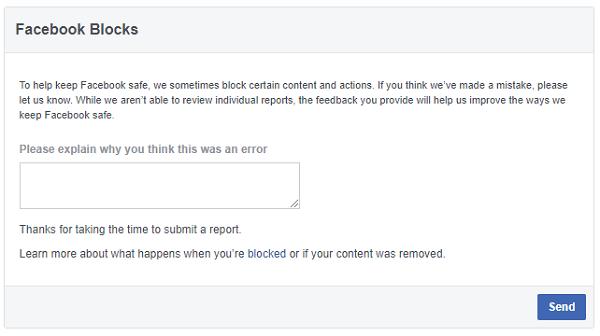 Facebook Blocks
To help keep Facebook safe, we sometimes block certain content and actions. If you think we've made a mistake, please
let us know. While we aren't able to review individual reports, the feedback you provide will help us improve the ways we
keep Facebook safe.
Please explain why you think this was an error
Thanks for taking the time to submit a report.
Learn more about what happens when you're blocked or if your content was removed.
Send